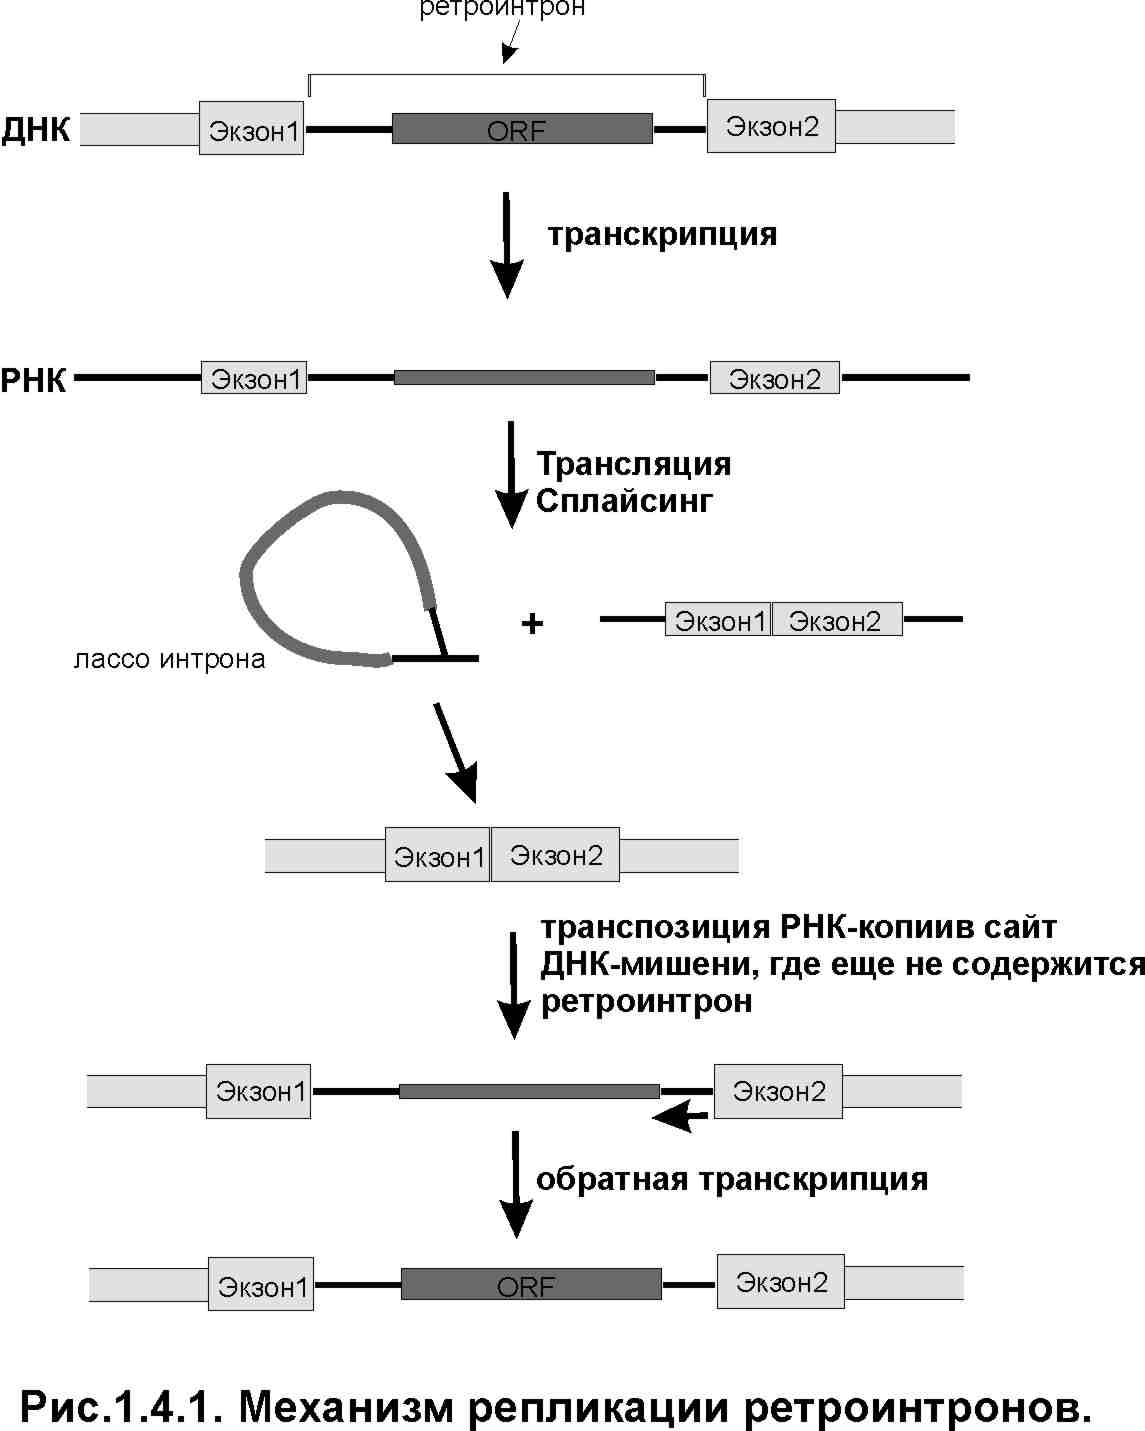 ретроинтрон
ДНК Экзон1 ORF Экзон2
транскрипция
РНК Экзон1 Экзон2
Трансляция
Сплайсинг
+ Экзон1 Экзон2
лассо интрона
Экзон1 Экзон2
транспозиция РНК-копиив сайт
ДНК-мишени, где еще не содержится
ретроинтрон
Экзон1 Экзон2
обратная транскрипция
Экзон1 ORF Экзон2
Рис.1.4.1. Механизм репликации ретроинтронов.